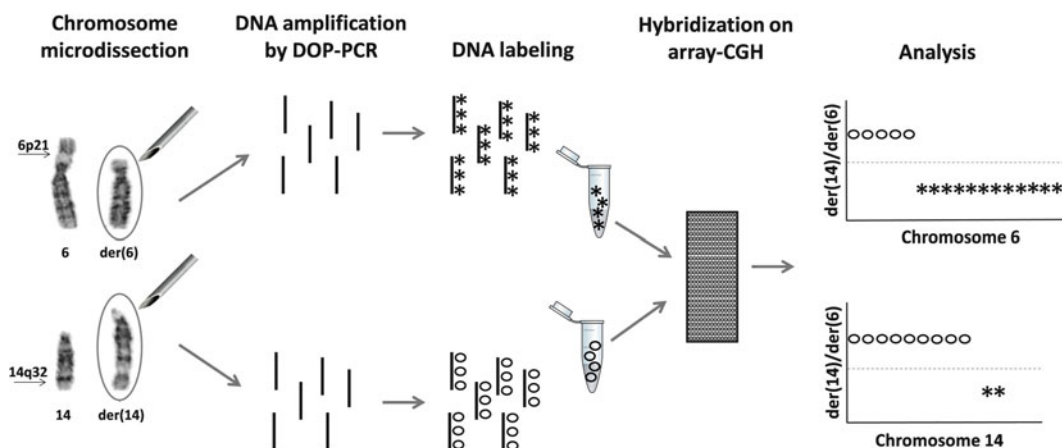 Chromosome
microdissection
DNA amplification
by DOP-PCR
DNA labeling
Hybridization on
array-CGH
Analysis
6p21
6
der(6)
der(14)/der(6)
Chromosome 6
14q32
14
der(14)
der(14)/der(6)
Chromosome 14